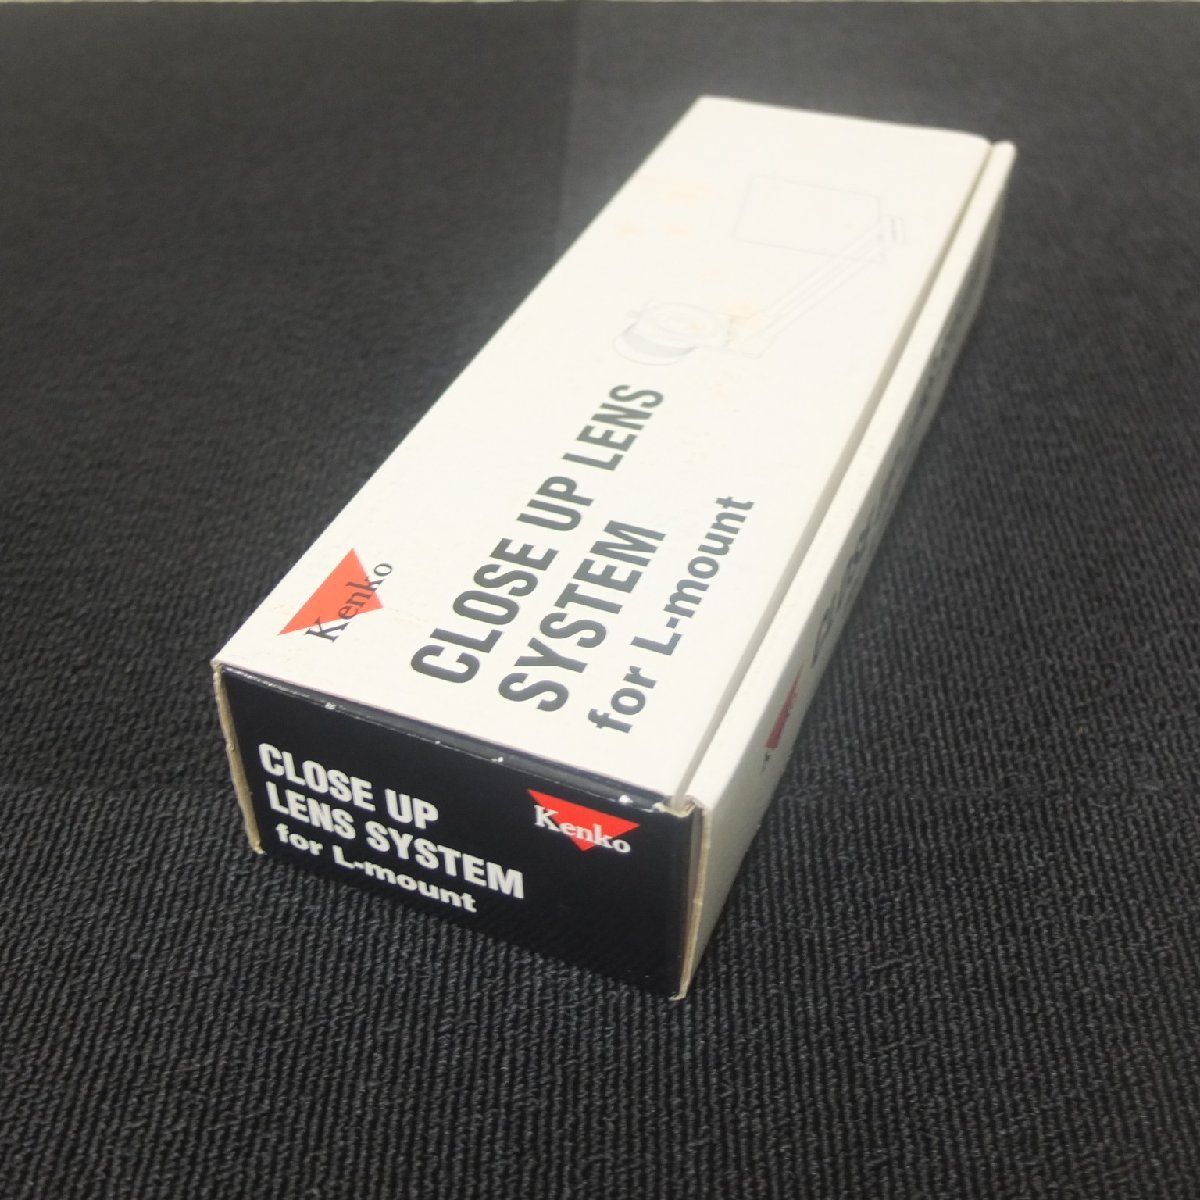 Kenko
CLOSE UP LENS
SYSTEM
for L-mount
CLOSE UP
LENS SYSTEM
for L-mount
Kenko